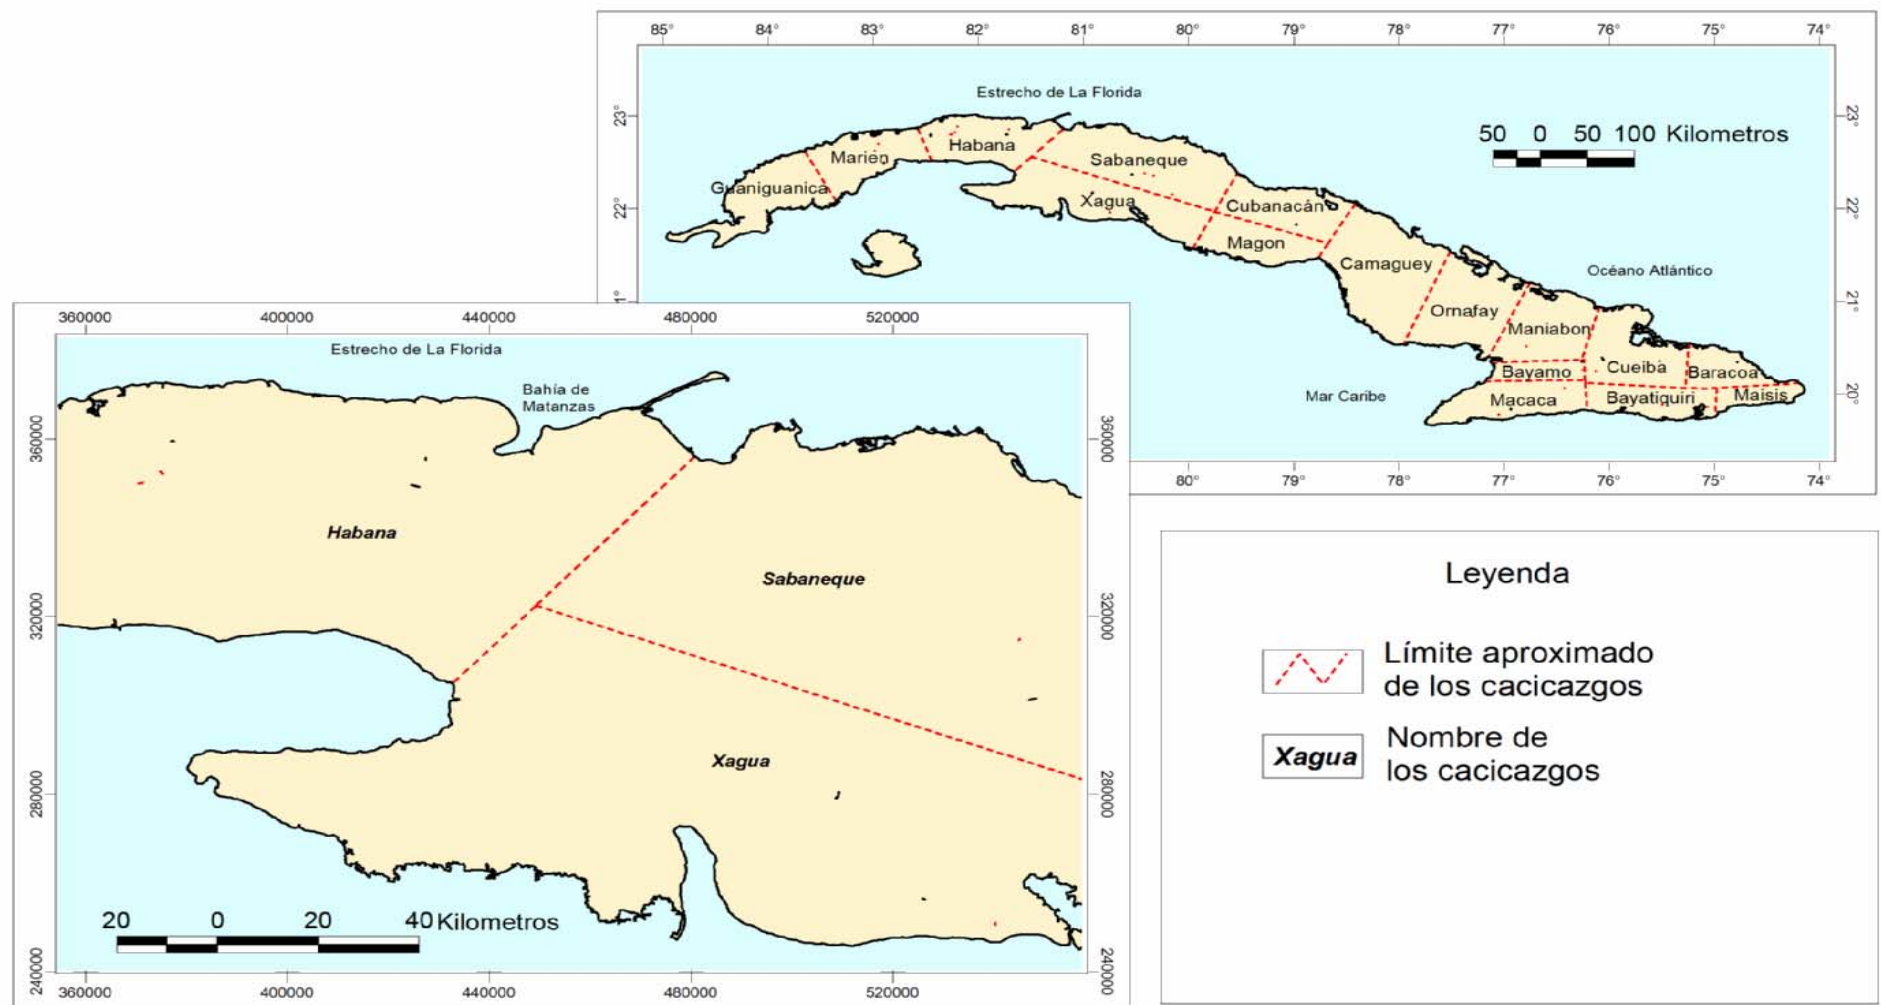 85° 84° 83° 82° 81° 80° 79° 78° 77° 76° 75° 74°
Estrecho de La Florida
23°
23°
50 0 50 100 Kilometros
Habana
Marién
Sabaneque
Guaniguanica
Xagua
Cubanacán
22°
22°
Magon
Camaguey
Océano Atlántico
21°
Ornafay
Maniabon
Bayamo
Cueiba
Baracoa
Mar Caribe
Macaca
Bayatiquiri
Maisis
20°
80° 79° 78° 77° 76° 75° 74°
360000 400000 440000 480000 520000
Estrecho de La Florida
Bahía de
Matanzas
360000
360000
Habana
Sabaneque
320000
320000
Xagua
280000
280000
20 0 20 40 Kilometros
240000
240000
360000 400000 440000 480000 520000
Leyenda
Límite aproximado
de los cacicazgos
Xagua
Nombre de
los cacicazgos